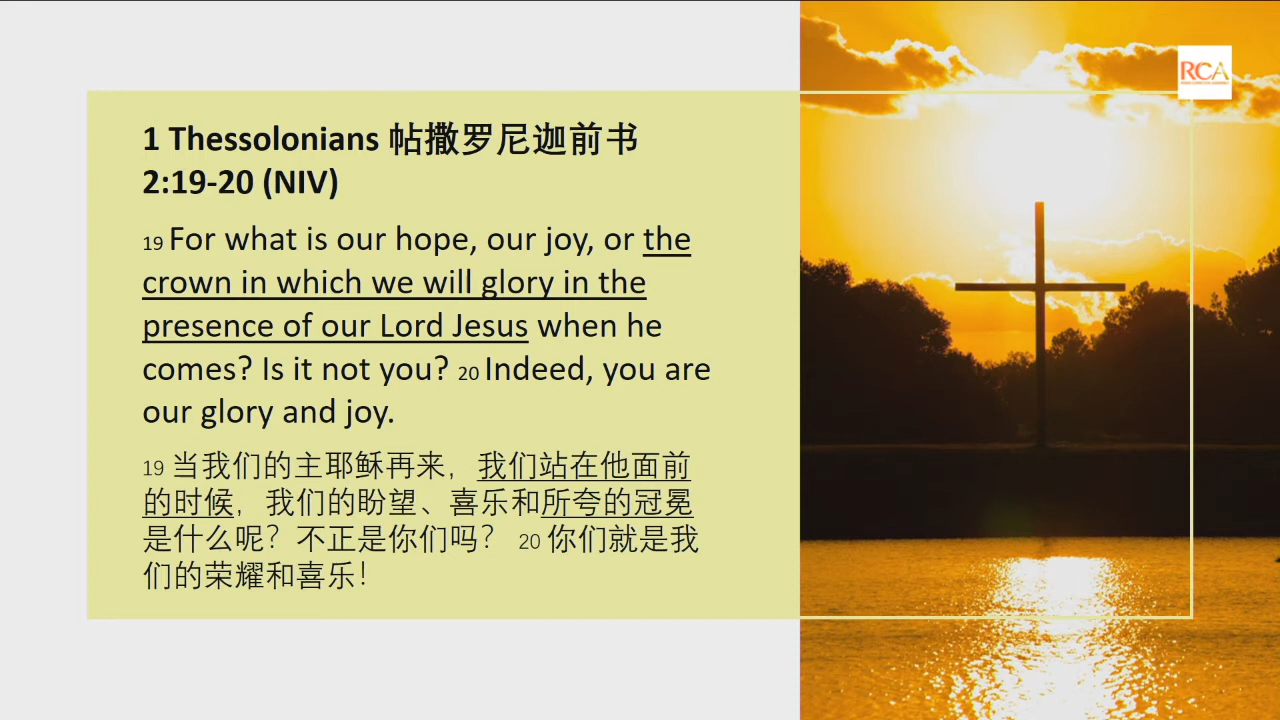 RCA
1 Thessolonians 帖撒罗尼迦前书
2:19-20 (NIV)
19 For what is our hope, our joy, or the
crown in which we will glory in the
presence of our Lord Jesus when he
comes? Is it not you? 20 Indeed, you are
our glory and joy.
19 当我们的主耶稣再来，我们站在他面前
的时候，我们的盼望、喜乐和所夸的冠冕
是什么呢？不正是你们吗？ 20 你们就是我
们的荣耀和喜乐！